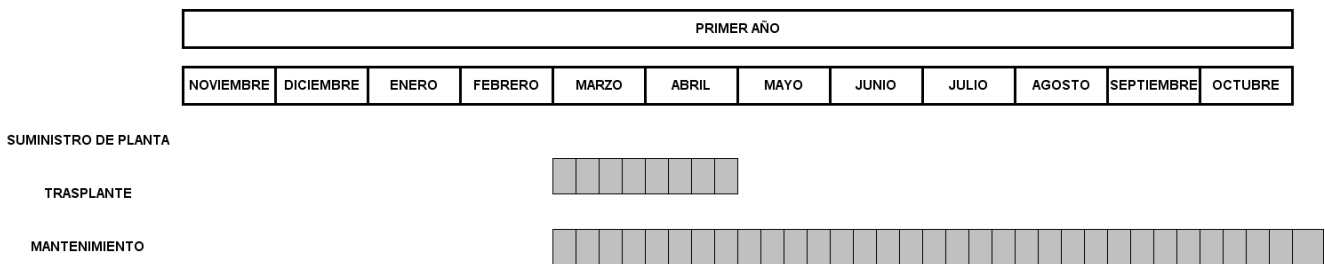 PRIMER AÑO
NOVIEMBRE DICIEMBRE ENERO FEBRERO MARZO ABRIL MAYO JUNIO JULIO AGOSTO SEPTIEMBRE OCTUBRE
SUMINISTRO DE PLANTA
TRASPLANTE
MANTENIMIENTO